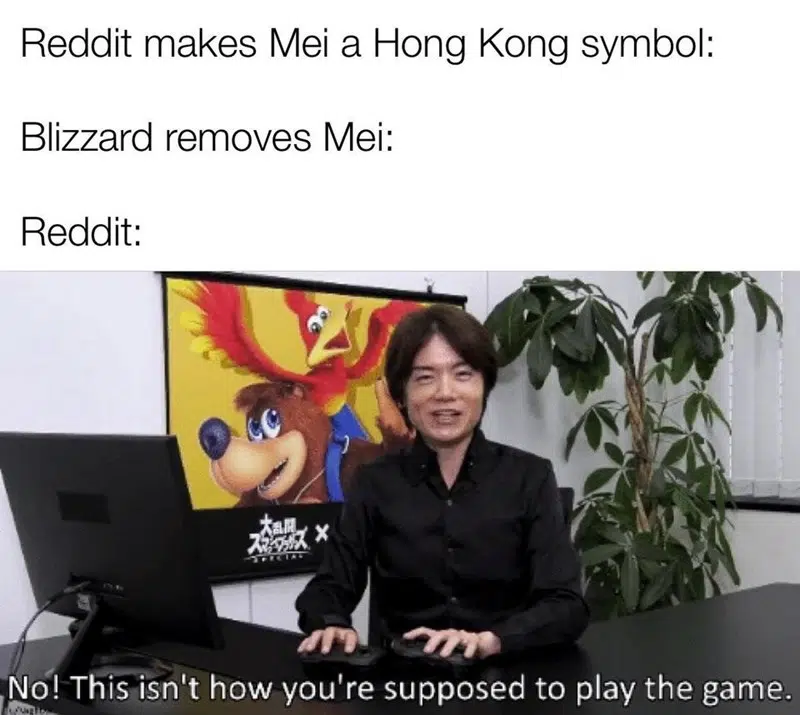 Reddit makes Mei a Hong Kong symbol:
Blizzard removes Mei:
Reddit:
大乱闘
スマッシュブラザーズ X
SPECIAL
No! This isn't how you're supposed to play the game.